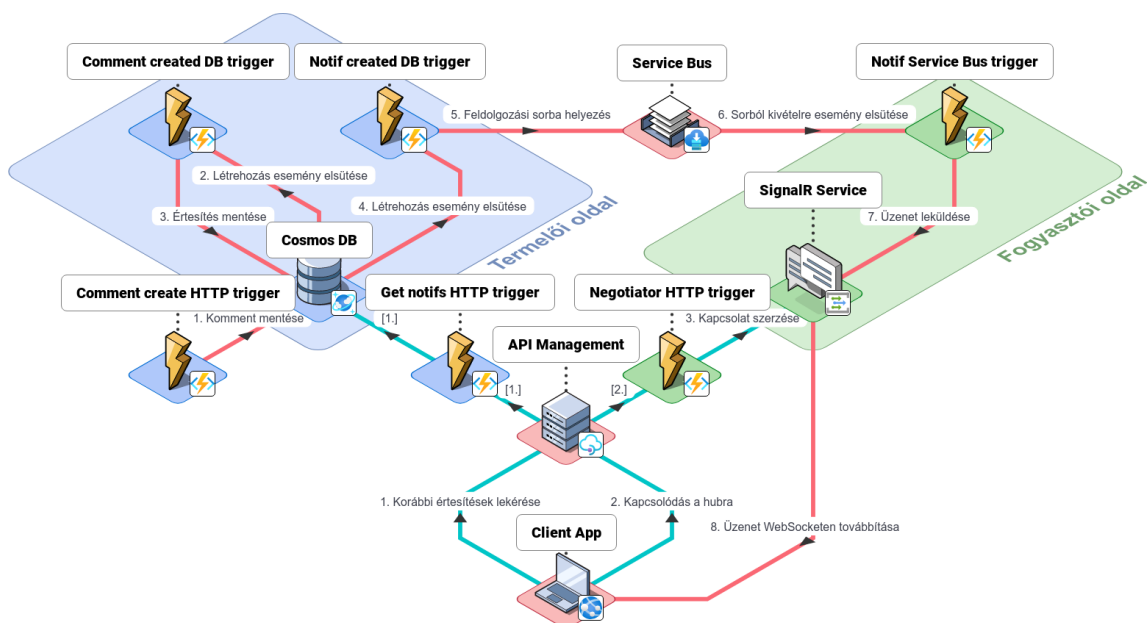 Comment created DB trigger
Notif created DB trigger
Service Bus
Notif Service Bus trigger
5. Feldolgozási sorba helyezés
6. Sorból kivételre esemény elsütése
2. Létrehozás esemény elsütése
SignalR Service
3. Értesítés mentése
4. Létrehozás esemény elsütése
7. Üzenet leküldése
Cosmos DB
Termelői oldal
Fogyasztói oldal
Comment create HTTP trigger
Get notifs HTTP trigger
Negotiator HTTP trigger
1. Komment mentése
[1.]
3. Kapcsolat szerzése
API Management
[1.]
[2.]
1. Korábbi értesítések lekérése
2. Kapcsolódás a hubra
8. Üzenet WebSocketen továbbítása
Client App